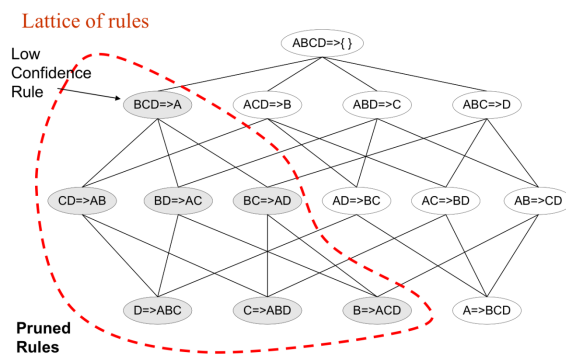 Lattice of rules
ABCD=>{ }
Low
Confidence
Rule
BCD=>A
ACD=>B
ABD=>C
ABC=>D
CD=>AB
BD=>AC
BC=>AD
AD=>BC
AC=>BD
AB=>CD
D=>ABC
C=>ABD
B=>ACD
A=>BCD
Pruned
Rules